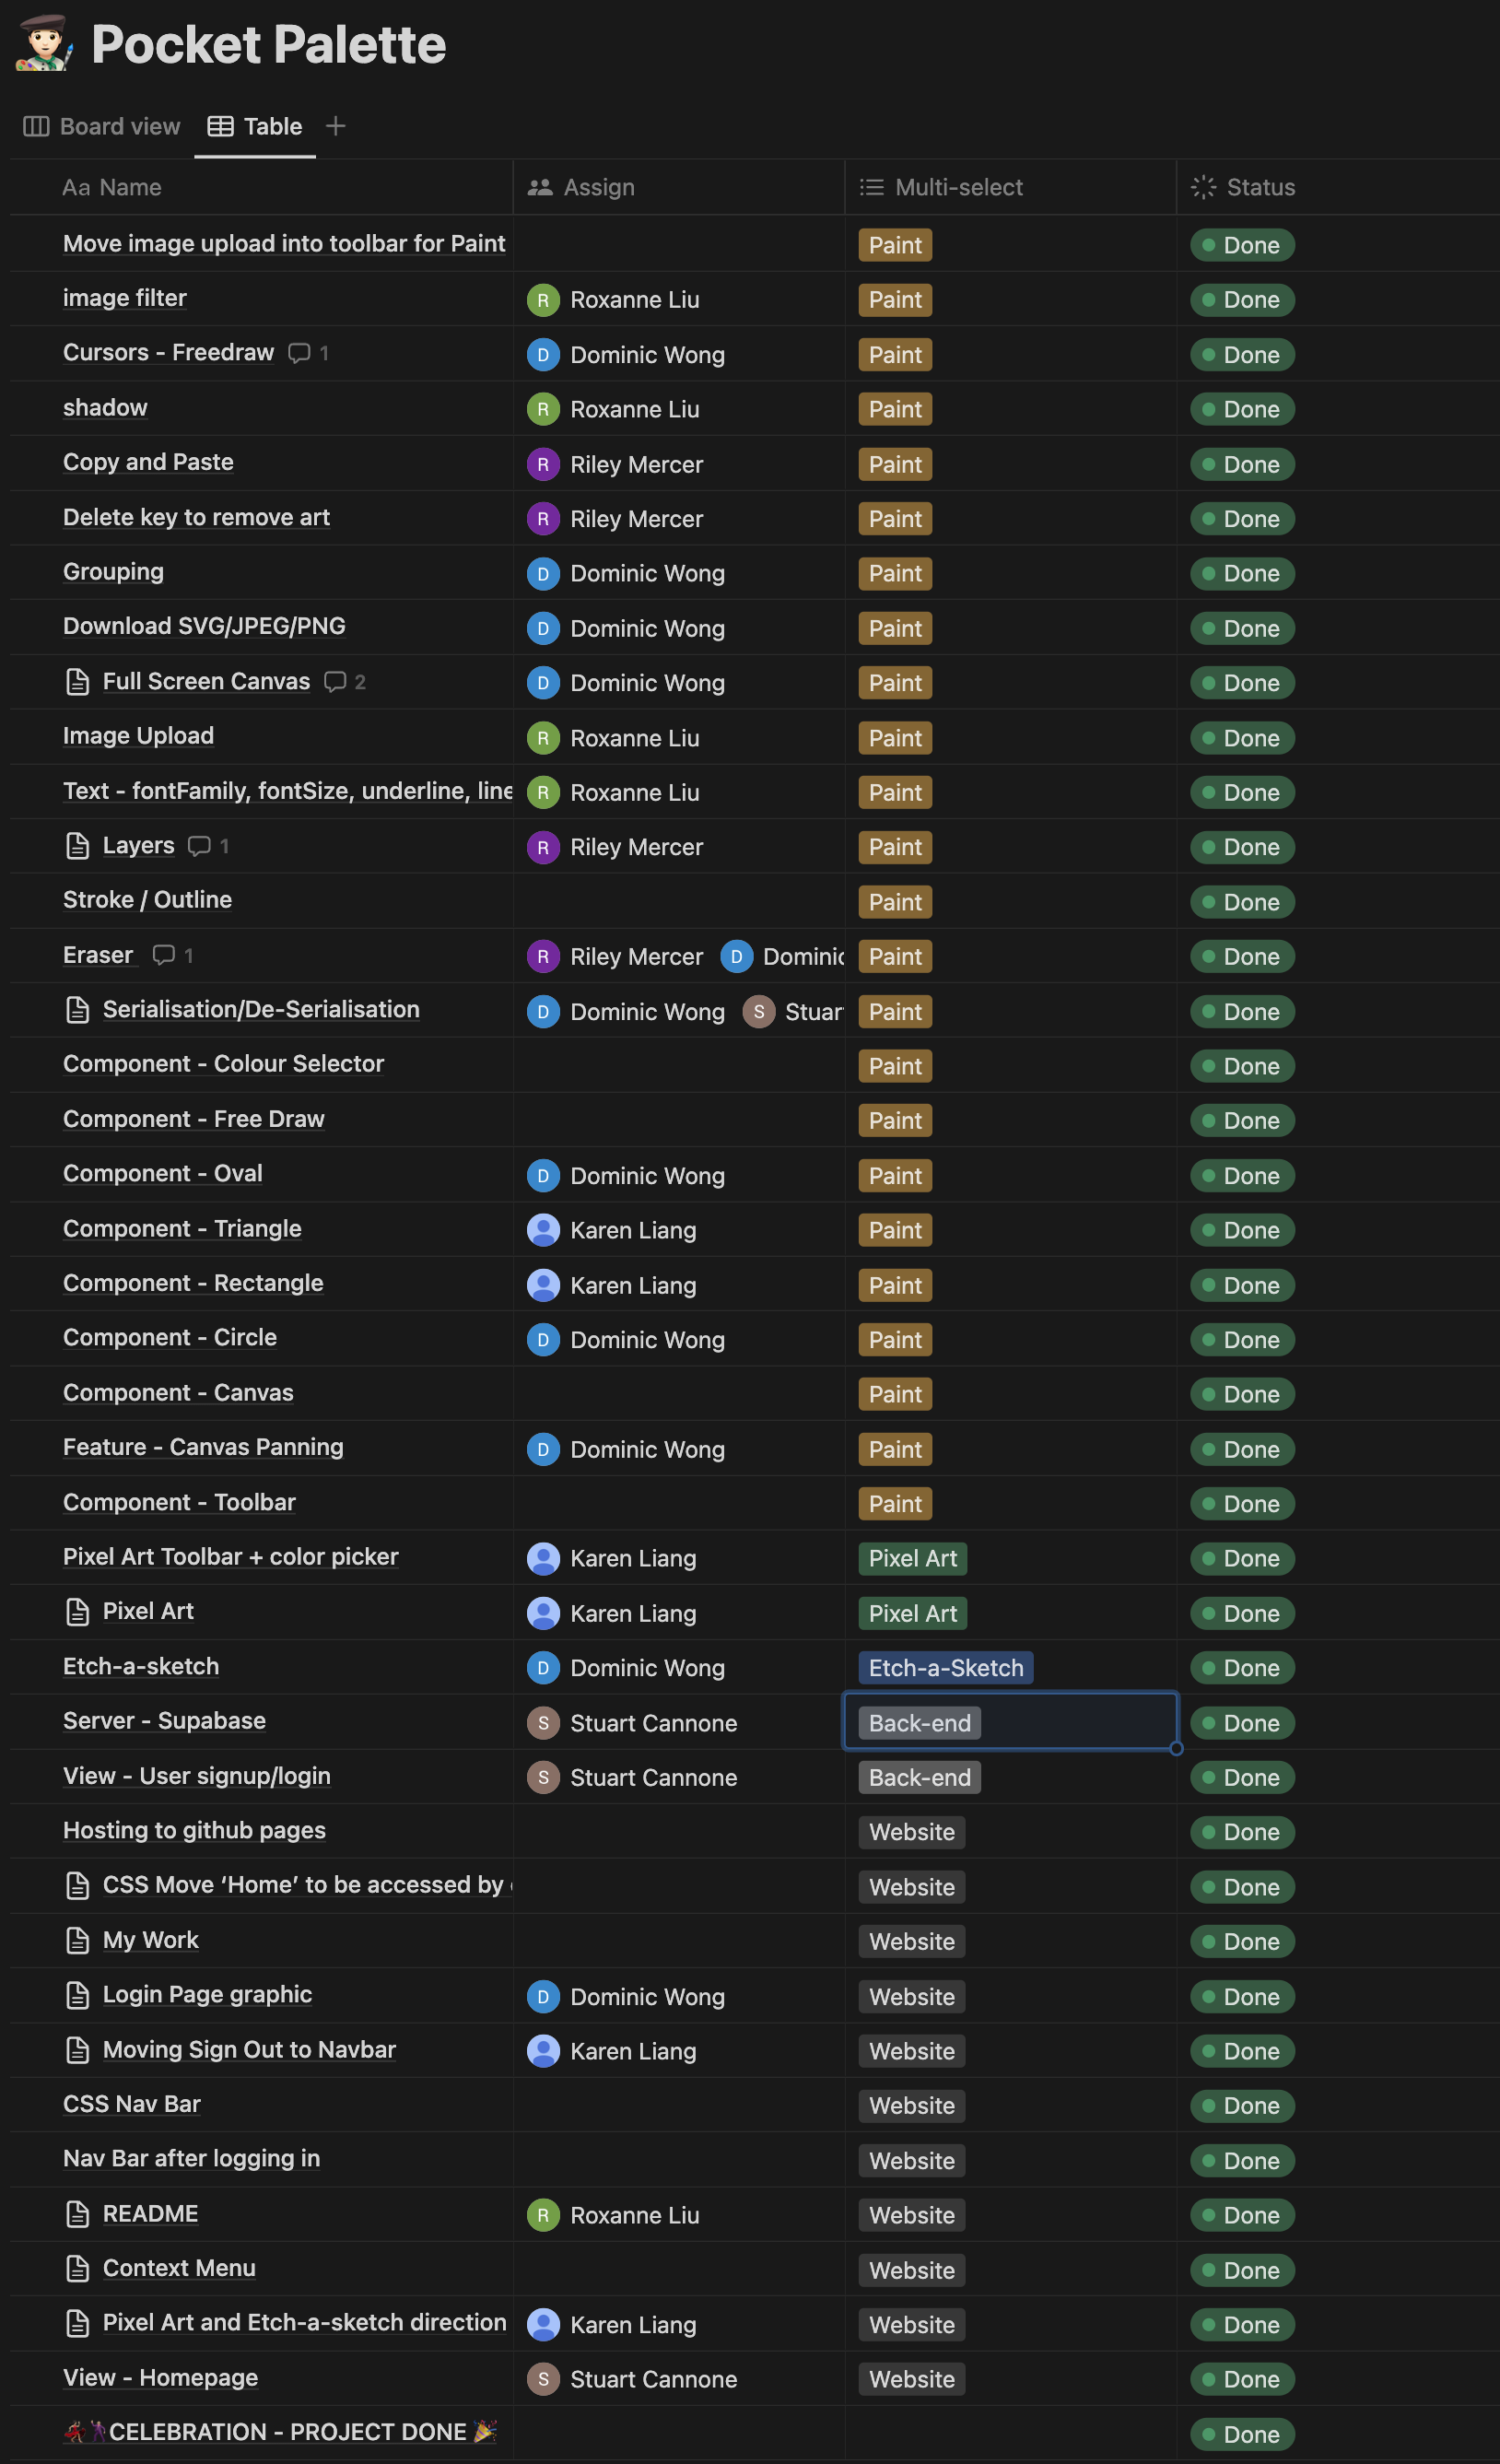 Pocket Palette
Board view Table
Aa Name Assign Multi-select Status
Move image upload into toolbar for Paint Paint Done
image filter R Roxanne Liu Paint Done
Cursors - Freedraw 1 D Dominic Wong Paint Done
shadow R Roxanne Liu Paint Done
Copy and Paste R Riley Mercer Paint Done
Delete key to remove art R Riley Mercer Paint Done
Grouping D Dominic Wong Paint Done
Download SVG/JPEG/PNG D Dominic Wong Paint Done
Full Screen Canvas 2 D Dominic Wong Paint Done
Image Upload R Roxanne Liu Paint Done
Text - fontFamily, fontSize, underline, line R Roxanne Liu Paint Done
Layers 1 R Riley Mercer Paint Done
Stroke / Outline Paint Done
Eraser 1 R Riley Mercer D Dominic Paint Done
Serialisation/De-Serialisation D Dominic Wong S Stuar Paint Done
Component - Colour Selector Paint Done
Component - Free Draw Paint Done
Component - Oval D Dominic Wong Paint Done
Component - Triangle Karen Liang Paint Done
Component - Rectangle Karen Liang Paint Done
Component - Circle D Dominic Wong Paint Done
Component - Canvas Paint Done
Feature - Canvas Panning D Dominic Wong Paint Done
Component - Toolbar Paint Done
Pixel Art Toolbar + color picker Karen Liang Pixel Art Done
Pixel Art Karen Liang Pixel Art Done
Etch-a-sketch D Dominic Wong Etch-a-Sketch Done
Server - Supabase S Stuart Cannone Back-end Done
View - User signup/login S Stuart Cannone Back-end Done
Hosting to github pages Website Done
CSS Move ‘Home’ to be accessed by Website Done
My Work Website Done
Login Page graphic D Dominic Wong Website Done
Moving Sign Out to Navbar Karen Liang Website Done
CSS Nav Bar Website Done
Nav Bar after logging in Website Done
README R Roxanne Liu Website Done
Context Menu Website Done
Pixel Art and Etch-a-sketch direction Karen Liang Website Done
View - Homepage S Stuart Cannone Website Done
💃🕺CELEBRATION - PROJECT DONE 🎉 Done